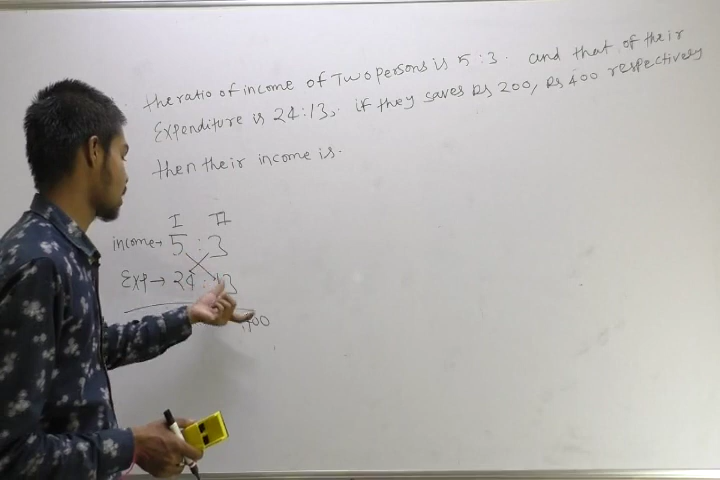 the ratio of income of Two persons is 5:3. and that of their
Expenditure is 24:13, if they saves Rs 200, Rs 400 respectively
then their income is.
I II
income→ 5 : 3
Exp→ 24 : 13
400